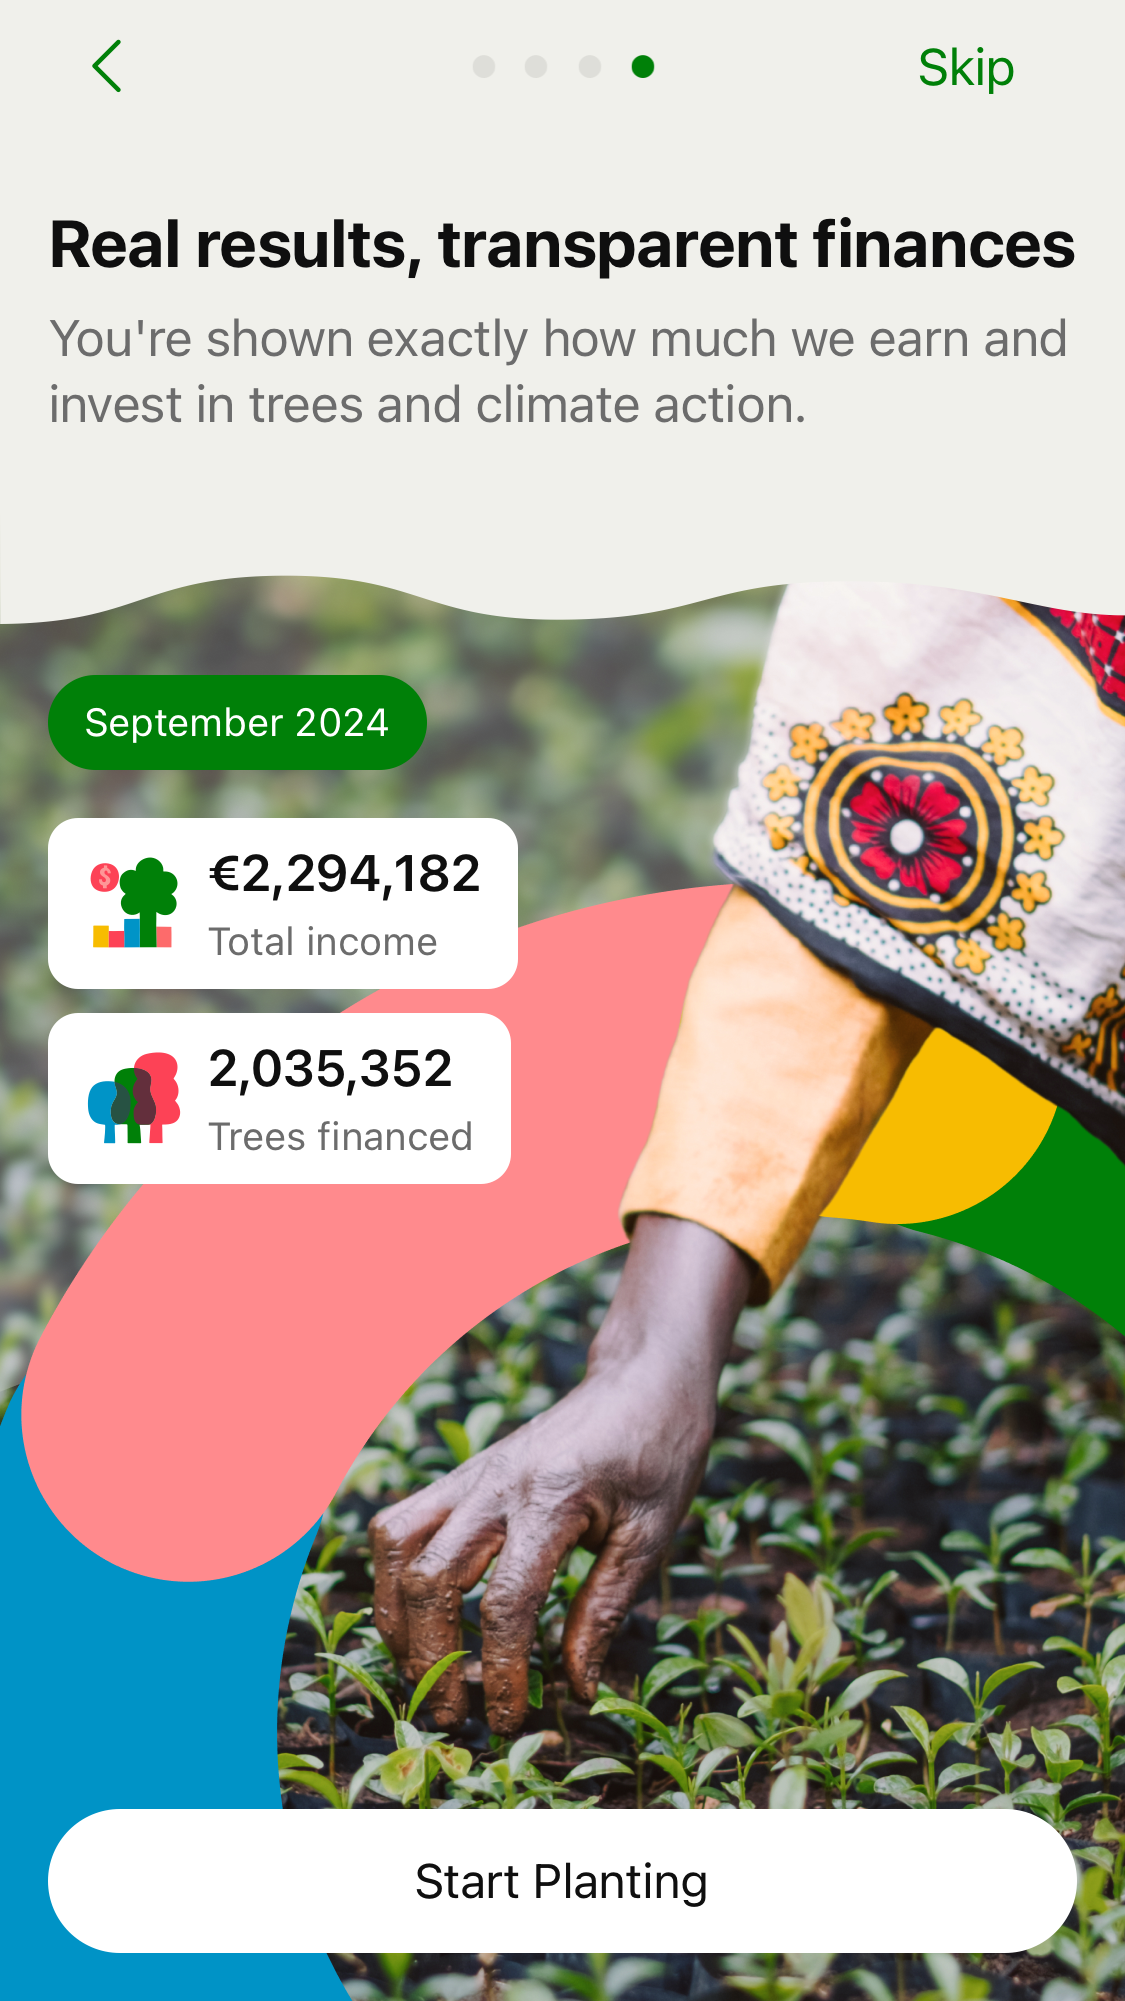 Skip
Real results, transparent finances
You're shown exactly how much we earn and
invest in trees and climate action.
September 2024
€2,294,182
Total income
2,035,352
Trees financed
Start Planting